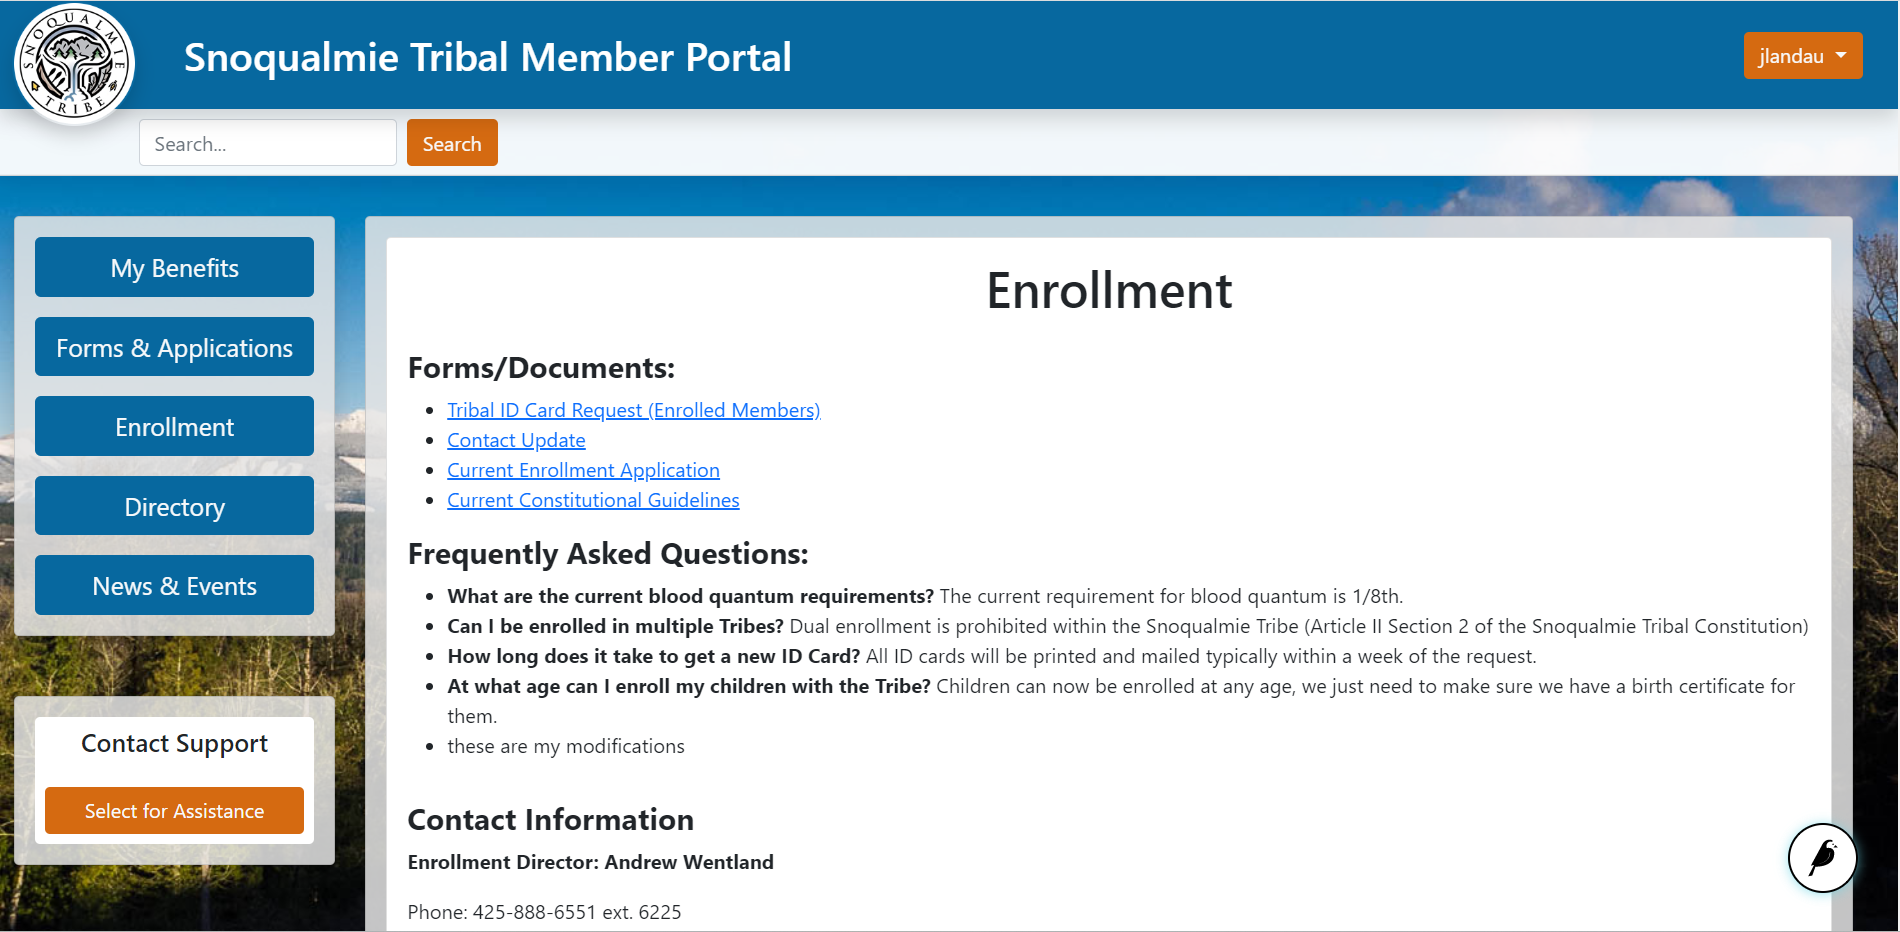 SNOQUALMIE TRIBE
Snoqualmie Tribal Member Portal
jlandau
Search...
Search
My Benefits
Forms & Applications
Enrollment
Directory
News & Events
Contact Support
Select for Assistance
Enrollment
Forms/Documents:
Tribal ID Card Request (Enrolled Members)
Contact Update
Current Enrollment Application
Current Constitutional Guidelines
Frequently Asked Questions:
What are the current blood quantum requirements? The current requirement for blood quantum is 1/8th.
Can I be enrolled in multiple Tribes? Dual enrollment is prohibited within the Snoqualmie Tribe (Article II Section 2 of the Snoqualmie Tribal Constitution)
How long does it take to get a new ID Card? All ID cards will be printed and mailed typically within a week of the request.
At what age can I enroll my children with the Tribe? Children can now be enrolled at any age, we just need to make sure we have a birth certificate for
them.
these are my modifications
Contact Information
Enrollment Director: Andrew Wentland
Phone: 425-888-6551 ext. 6225